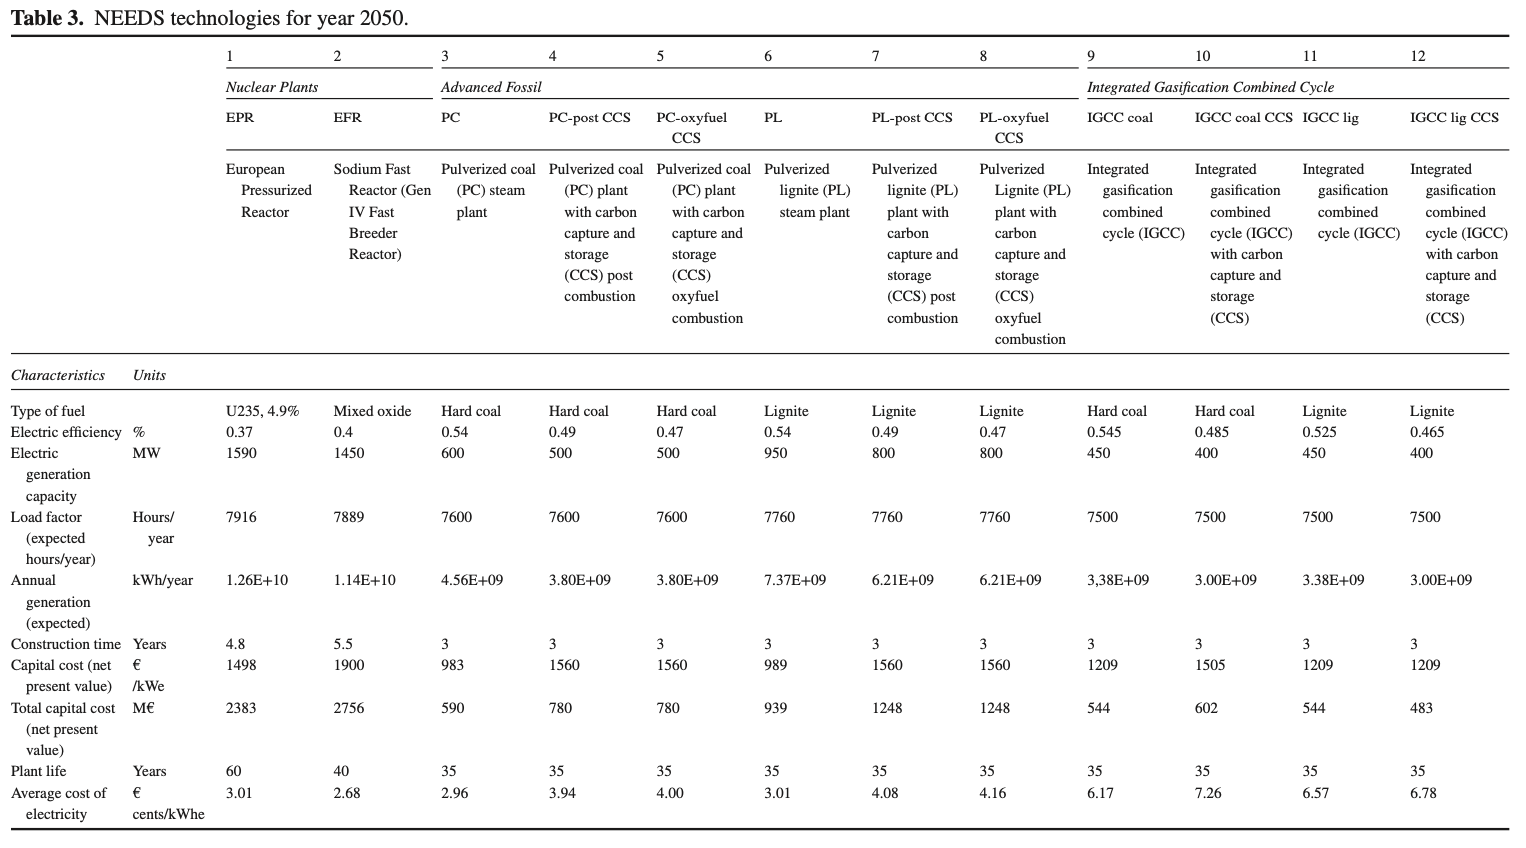 Table 3. NEEDS technologies for year 2050.
1 2 3 4 5 6 7 8 9 10 11 12
Nuclear Plants Advanced Fossil Integrated Gasification Combined Cycle
EPR EFR PC PC-post CCS PC-oxyfuel PL PL-post CCS PL-oxyfuel IGCC coal IGCC coal CCS IGCC lig IGCC lig CCS
CCS CCS
European Sodium Fast Pulverized coal Pulverized coal Pulverized coal Pulverized Pulverized Pulverized Integrated Integrated Integrated Integrated
Pressurized Reactor (Gen (PC) steam (PC) plant (PC) plant lignite (PL) lignite (PL) Lignite (PL) gasification gasification gasification gasification
Reactor IV Fast plant with carbon with carbon steam plant plant with plant with combined combined combined combined
Breeder capture and capture and carbon carbon cycle (IGCC) cycle (IGCC) cycle (IGCC) cycle (IGCC)
Reactor) storage storage capture and capture and with carbon with carbon
(CCS) post (CCS) storage storage capture and capture and
combustion oxyfuel (CCS) post (CCS) storage storage
combustion combustion oxyfuel (CCS) (CCS)
combustion
Characteristics Units
Type of fuel U235, 4.9% Mixed oxide Hard coal Hard coal Hard coal Lignite Lignite Lignite Hard coal Hard coal Lignite Lignite
Electric efficiency % 0.37 0.4 0.54 0.49 0.47 0.54 0.49 0.47 0.545 0.485 0.525 0.465
Electric MW 1590 1450 600 500 500 950 800 800 450 400 450 400
generation
capacity
Load factor Hours/ 7916 7889 7600 7600 7600 7760 7760 7760 7500 7500 7500 7500
(expected year
hours/year)
Annual kWh/year 1.26E+10 1.14E+10 4.56E+09 3.80E+09 3.80E+09 7.37E+09 6.21E+09 6.21E+09 3,38E+09 3.00E+09 3.38E+09 3.00E+09
generation
(expected)
Construction time Years 4.8 5.5 3 3 3 3 3 3 3 3 3 3
Capital cost (net € 1498 1900 983 1560 1560 989 1560 1560 1209 1505 1209 1209
present value) /kWe
Total capital cost M€ 2383 2756 590 780 780 939 1248 1248 544 602 544 483
(net present
value)
Plant life Years 60 40 35 35 35 35 35 35 35 35 35 35
Average cost of € 3.01 2.68 2.96 3.94 4.00 3.01 4.08 4.16 6.17 7.26 6.57 6.78
electricity cents/kWhe